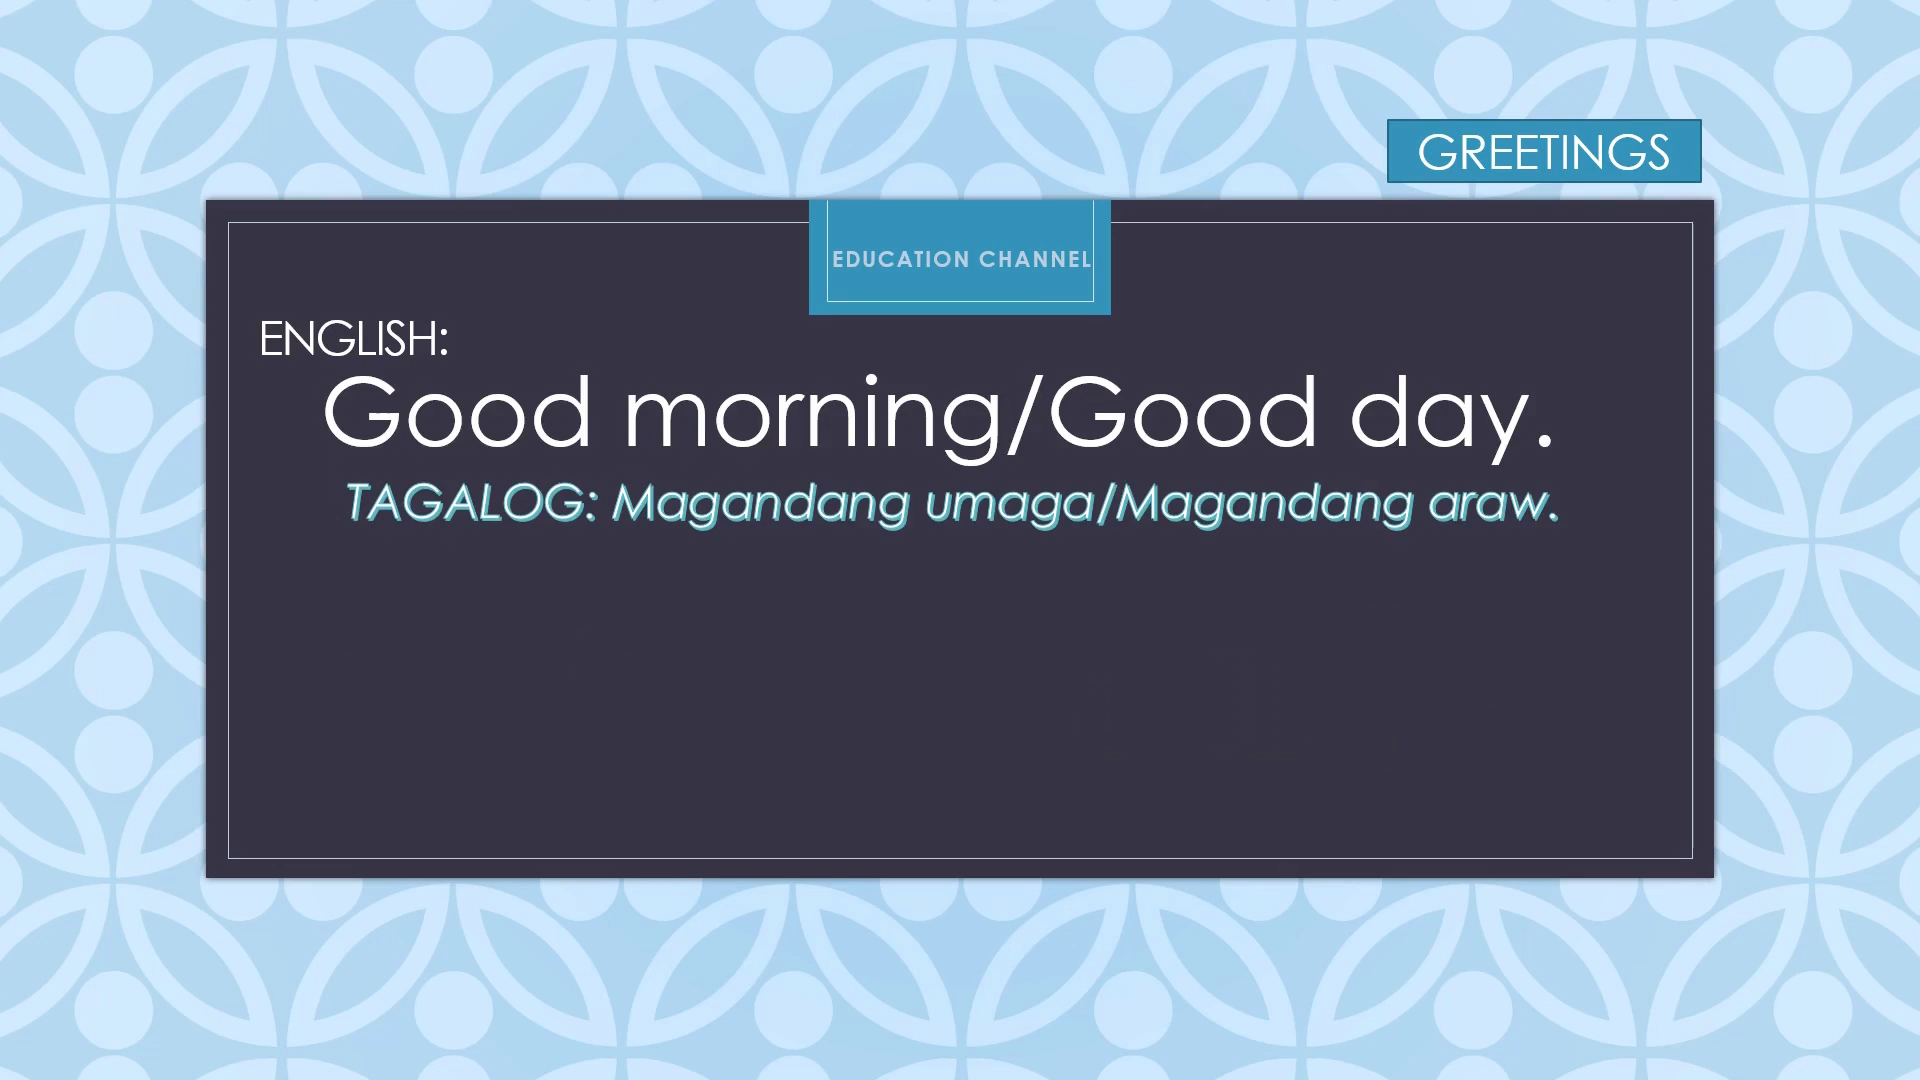 GREETINGS
EDUCATION CHANNEL
ENGLISH:
Good morning/Good day.
TAGALOG: Magandang umaga/Magandang araw.